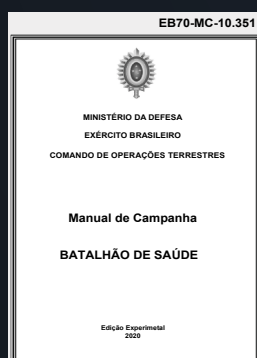 EB70-MC-10.351
MINISTÉRIO DA DEFESA
EXÉRCITO BRASILEIRO
COMANDO DE OPERAÇÕES TERRESTRES
Manual de Campanha
BATALHÃO DE SAÚDE
Edição Experimetal
2020